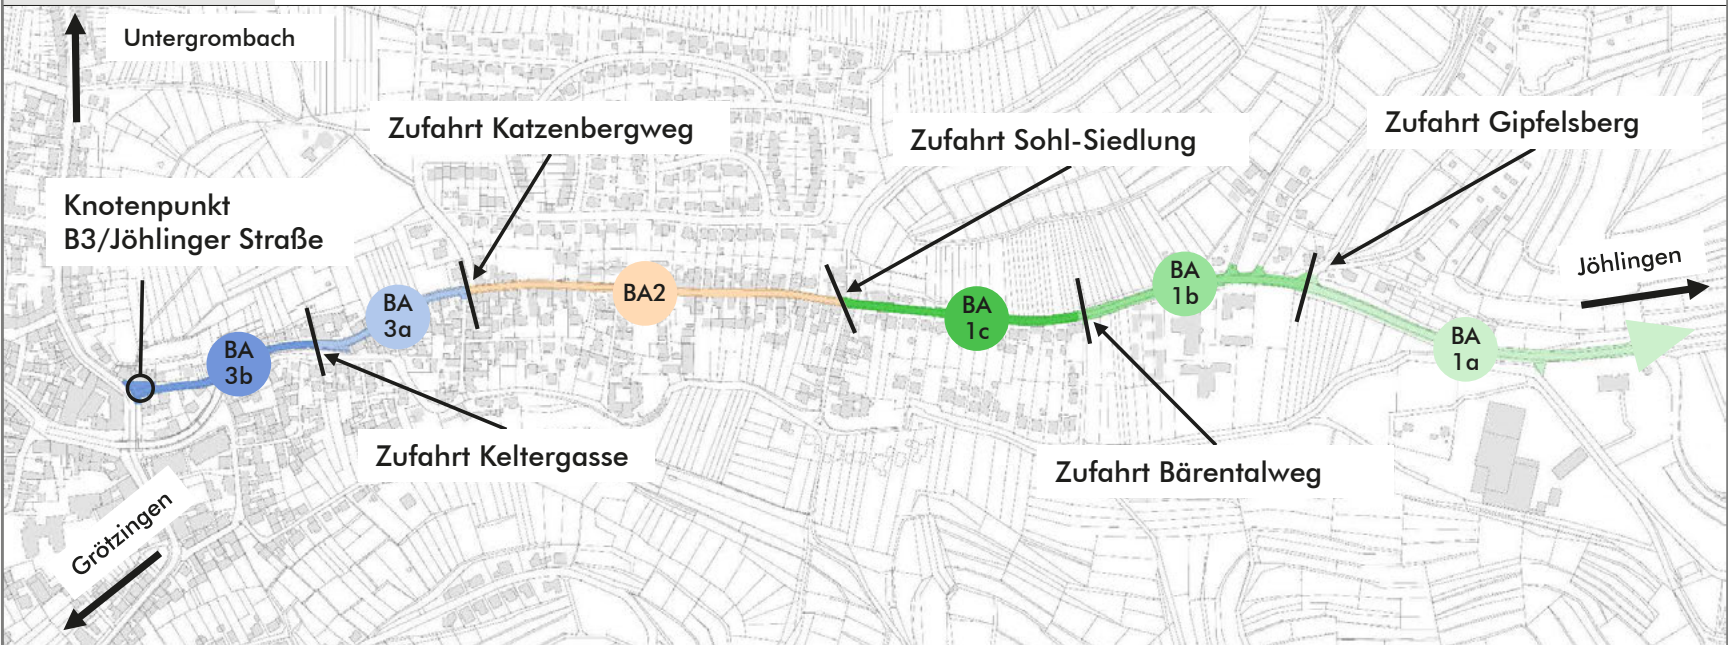 Untergrombach
Zufahrt Katzenbergweg
Zufahrt Sohl-Siedlung
Zufahrt Gipfelsberg
Knotenpunkt
B3/Jöhlinger Straße
Jöhlingen
BA
3b
BA
3a
BA2
BA
1c
BA
1b
BA
1a
Zufahrt Keltergasse
Zufahrt Bärentalweg
Grötzingen